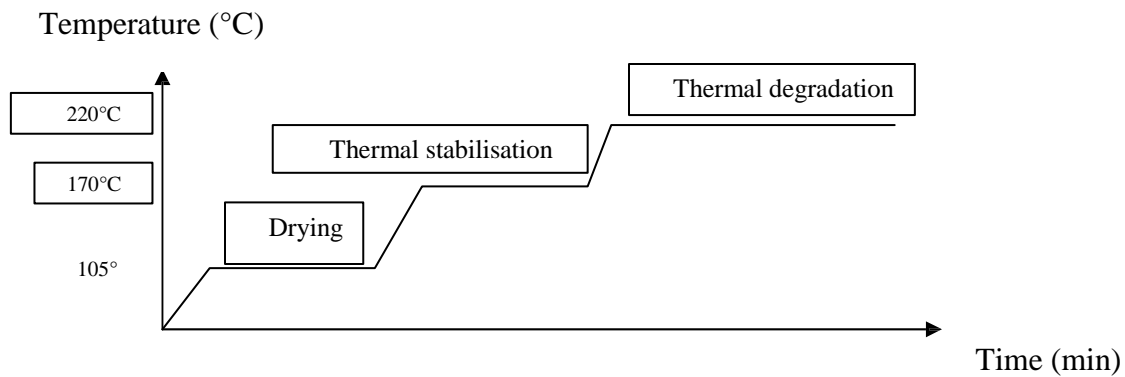 Temperature (°C)
Thermal degradation
220°C
Thermal stabilisation
170°C
Drying
105°
Time (min)